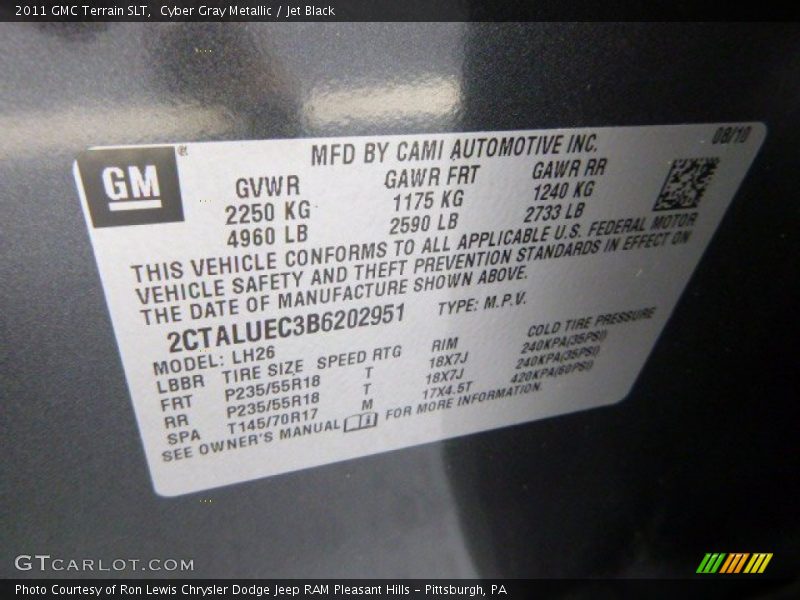 2011 GMC Terrain SLT, Cyber Gray Metallic / Jet Black
GM
®
MFD BY CAMI AUTOMOTIVE INC.
08/10
GVWR GAWR FRT GAWR RR
2250 KG 1175 KG 1240 KG
4960 LB 2590 LB 2733 LB
THIS VEHICLE CONFORMS TO ALL APPLICABLE U.S. FEDERAL MOTOR
VEHICLE SAFETY AND THEFT PREVENTION STANDARDS IN EFFECT ON
THE DATE OF MANUFACTURE SHOWN ABOVE.
2CTALUEC3B6202951 TYPE: M.P.V.
MODEL: LH26
LBBR TIRE SIZE SPEED RTG RIM COLD TIRE PRESSURE
FRT P235/55R18 T 18X7J 240KPA(35PSI)
RR P235/55R18 T 18X7J 240KPA(35PSI)
SPA T145/70R17 M 17X4.5T 420KPA(60PSI)
SEE OWNER'S MANUAL FOR MORE INFORMATION.
GTCARLOT.COM
Photo Courtesy of Ron Lewis Chrysler Dodge Jeep RAM Pleasant Hills - Pittsburgh, PA